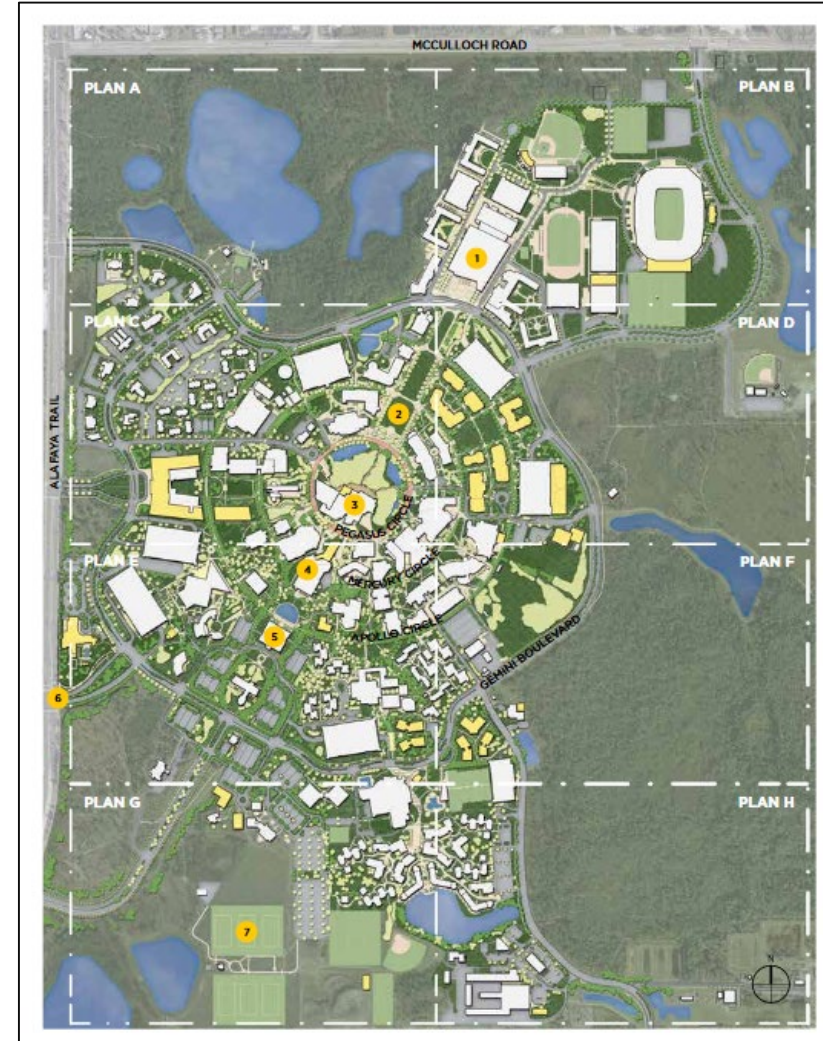 MCCULLOCH ROAD
PLAN A
PLAN B
1
PLAN C
PLAN D
ALAFAYA TRAIL
2
3
PEGASUS CIRCLE
PLAN E
PLAN F
4
MERCURY CIRCLE
5
APOLLO CIRCLE
GEMINI BOULEVARD
6
PLAN G
PLAN H
7
N